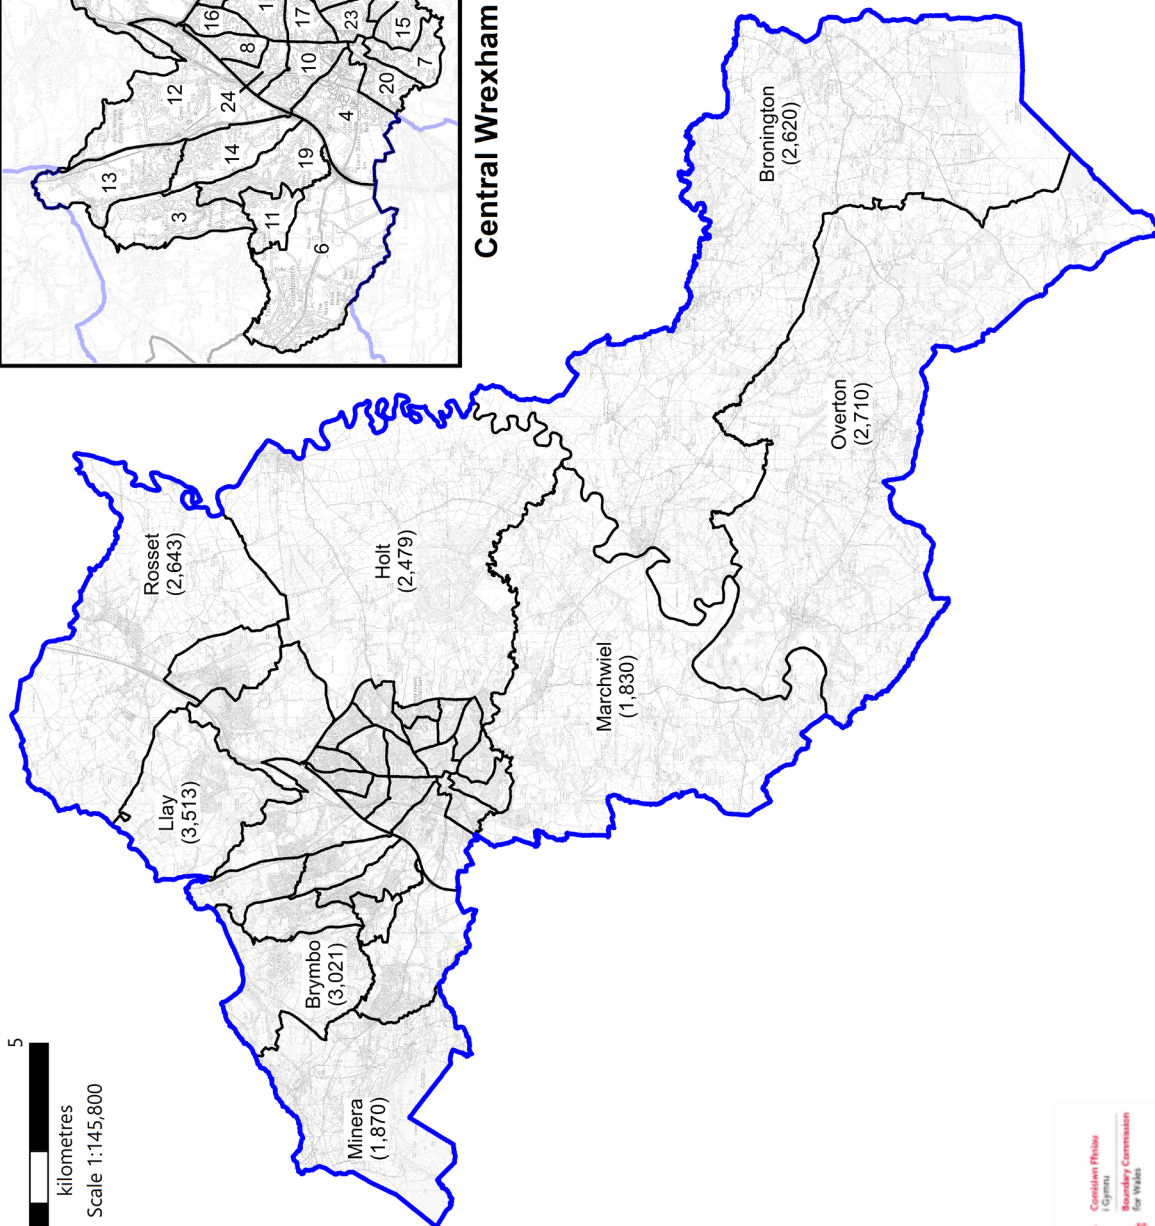 5
kilometres
Scale 1:145,800
Minera
(1,870)
Brymbo
(3,021)
Llay
(3,513)
Rosset
(2,643)
Holt
(2,479)
Marchwiel
(1,830)
Overton
(2,710)
Bronington
(2,620)
Central Wrexham
13
12
3
14
24
16
8
17
10
23
15
7
20
4
19
11
6
Comisiwn Ffiniau
i Gymru
Boundary Commission
for Wales